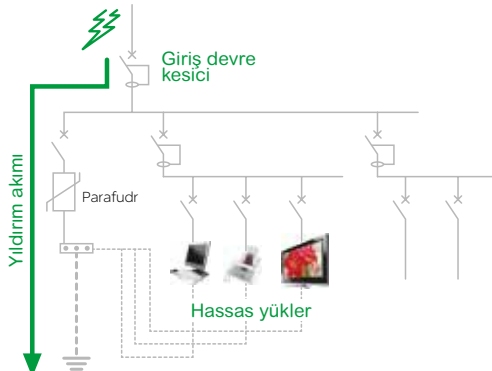 Giriş devre
kesici
Yıldırım akımı
Parafudr
Hassas yükler